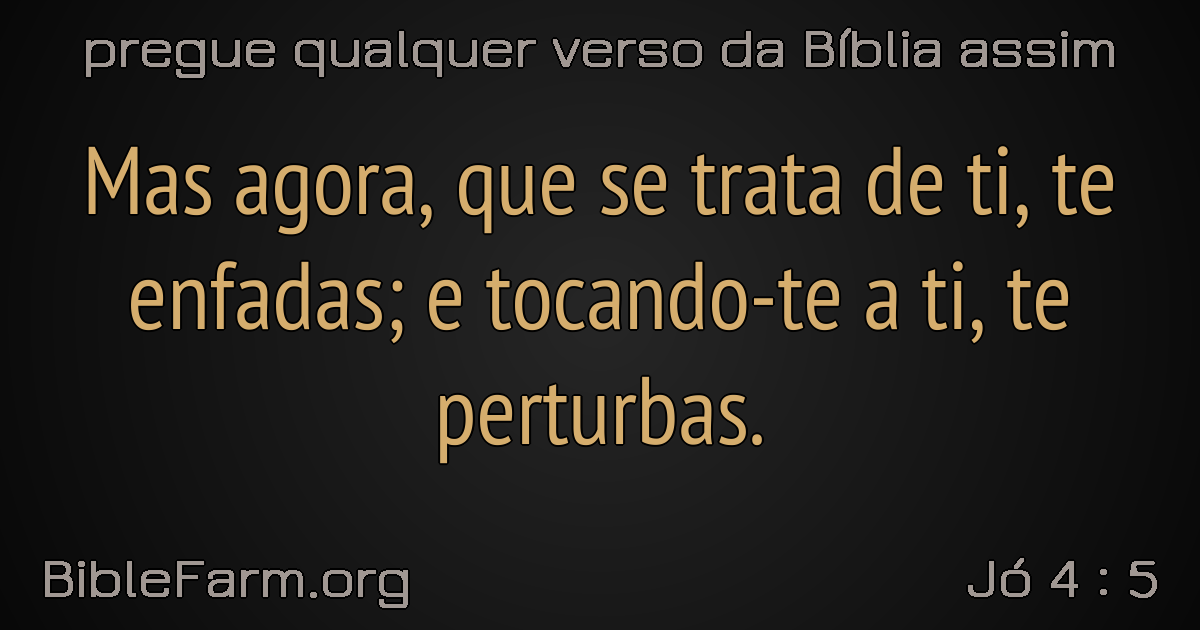 pregue qualquer verso da Bíblia assim
Mas agora, que se trata de ti, te
enfadas; e tocando-te a ti, te
perturbas.
BibleFarm.org
Jó 4 : 5